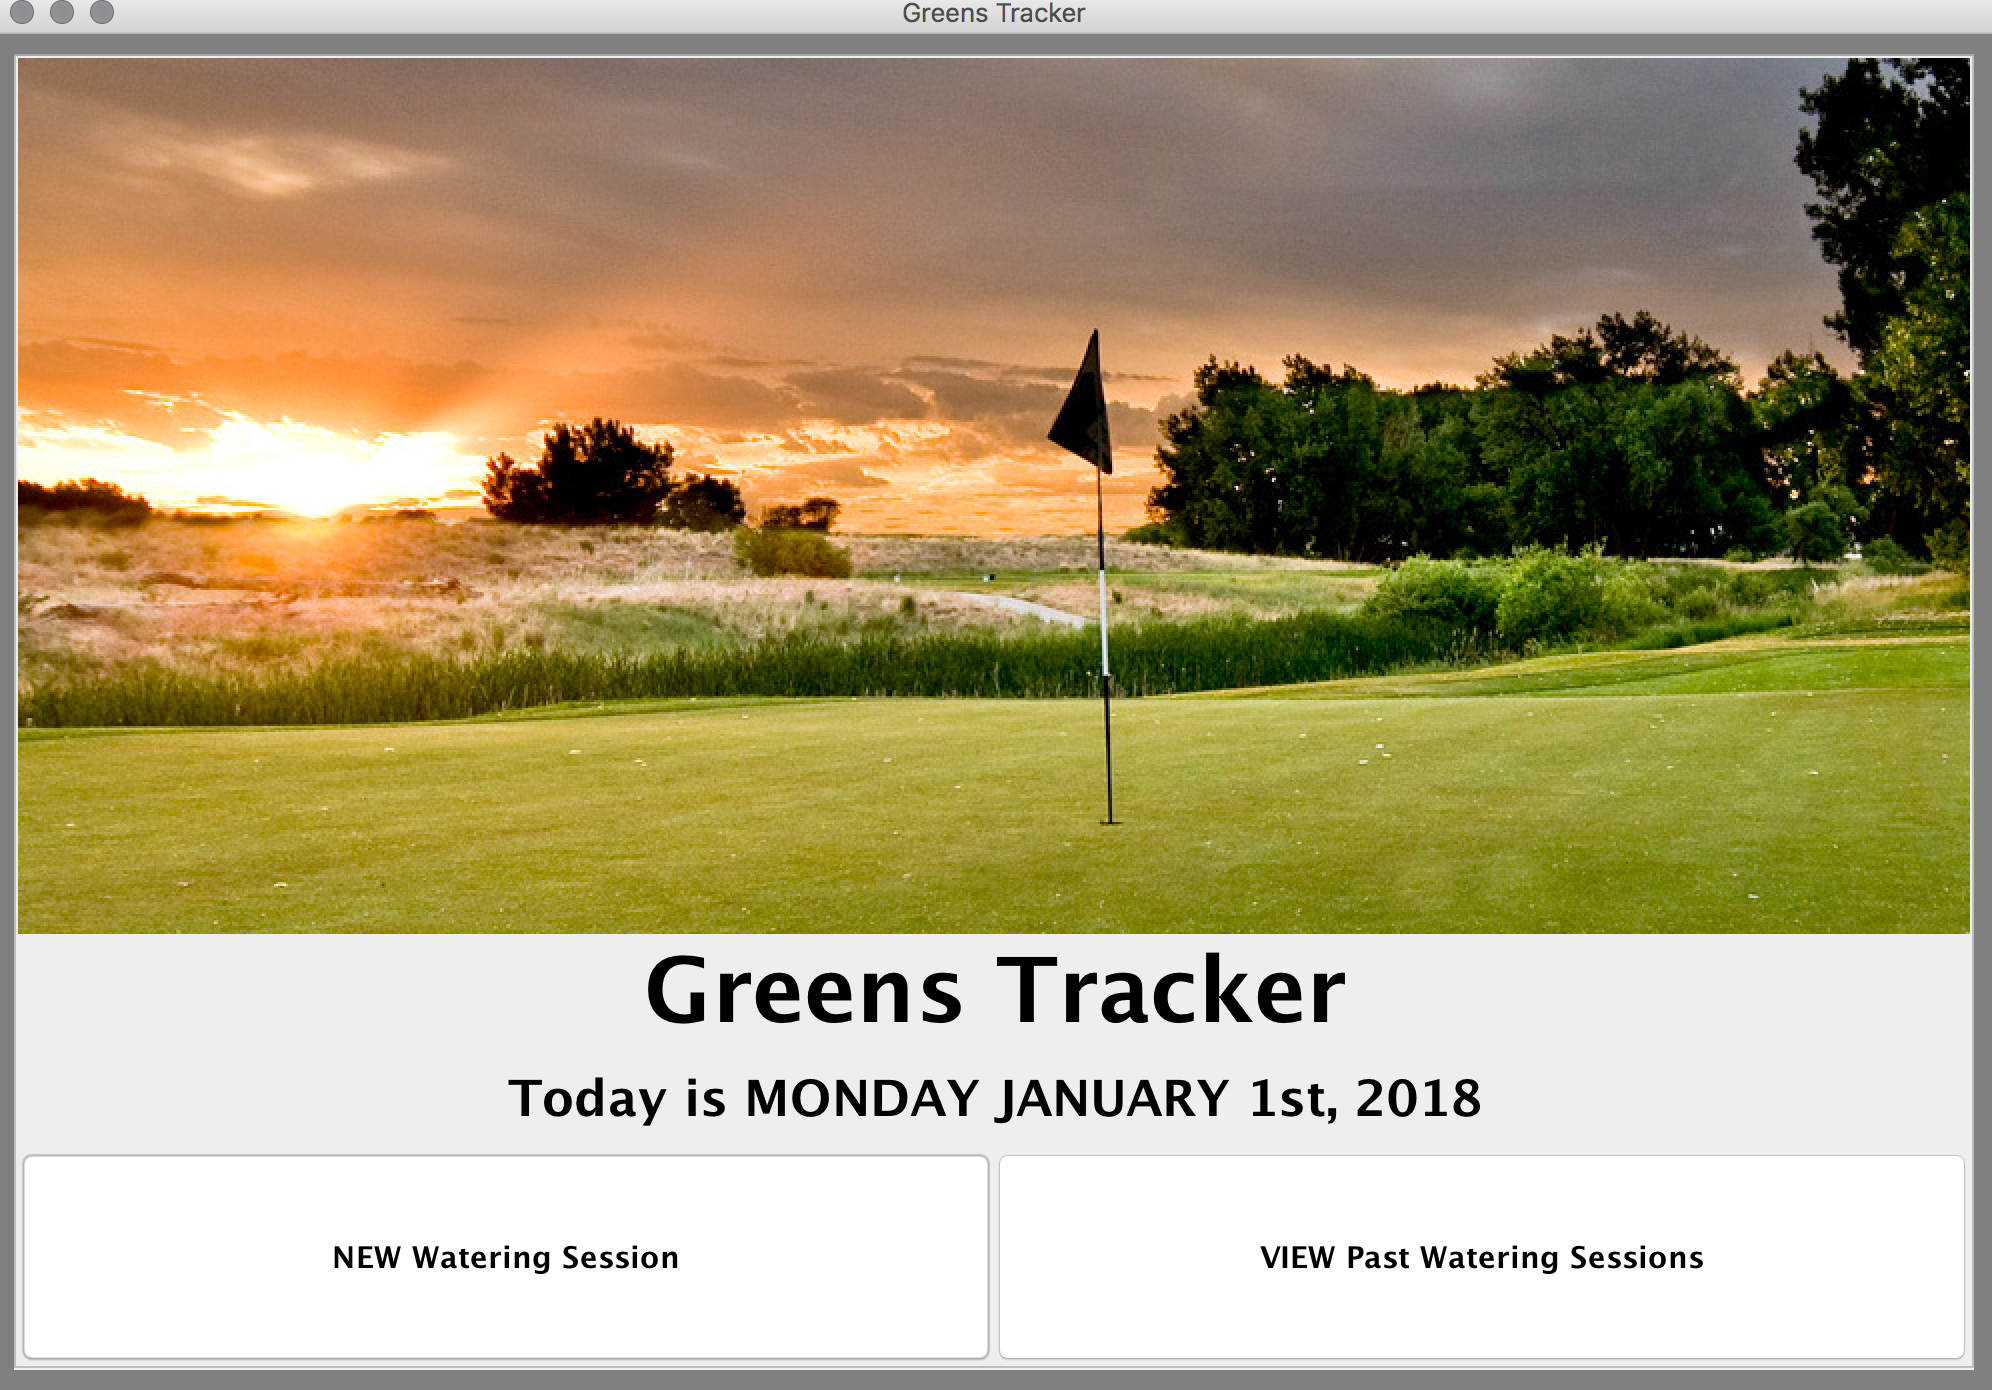 Greens Tracker
Greens Tracker
Today is MONDAY JANUARY 1st, 2018
NEW Watering Session
VIEW Past Watering Sessions